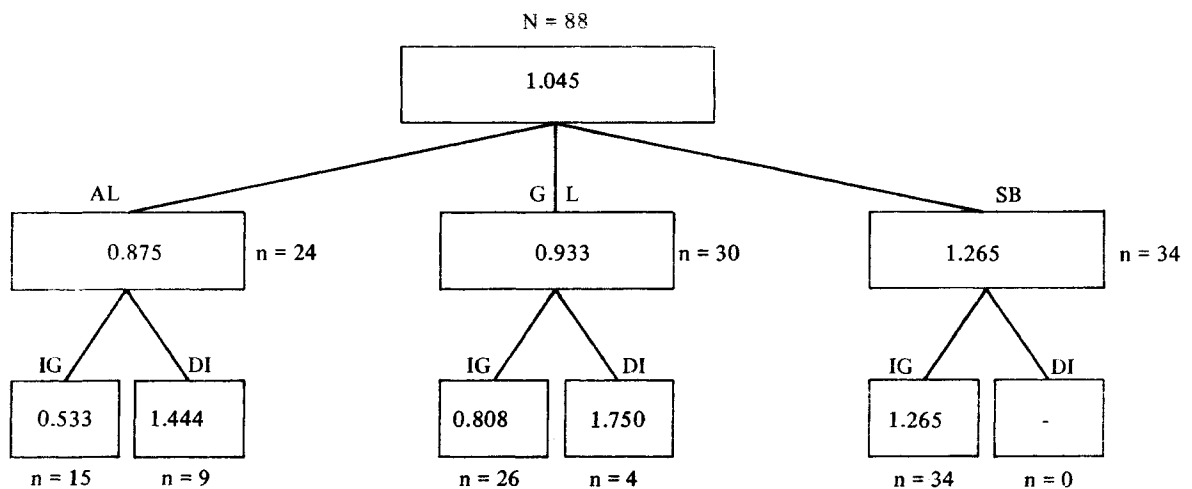 N = 88
1.045
AL G L SB
0.875 n = 24 0.933 n = 30 1.265 n = 34
IG DI IG DI IG DI
0.533 1.444 0.808 1.750 1.265 -
n = 15 n = 9 n = 26 n = 4 n = 34 n = 0